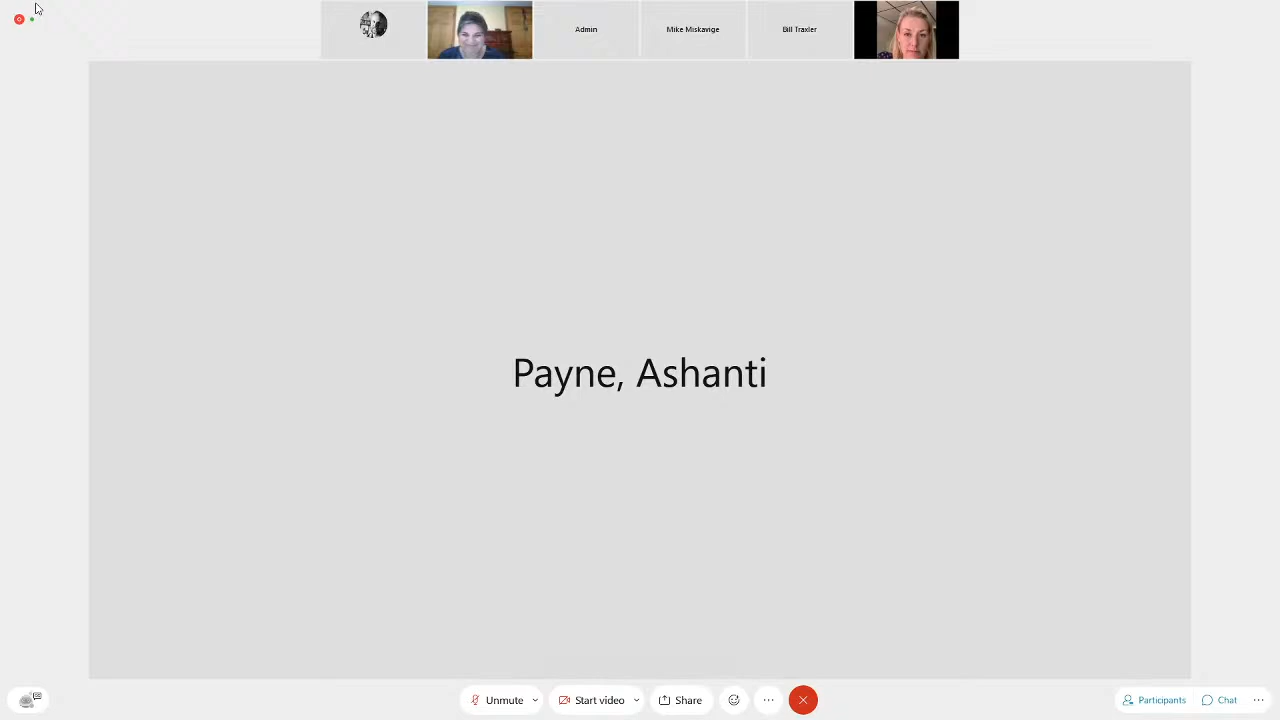 Admin
Mike Miskavige
Bill Traxler
Payne, Ashanti
Unmute
Start video
Share
Participants
Chat